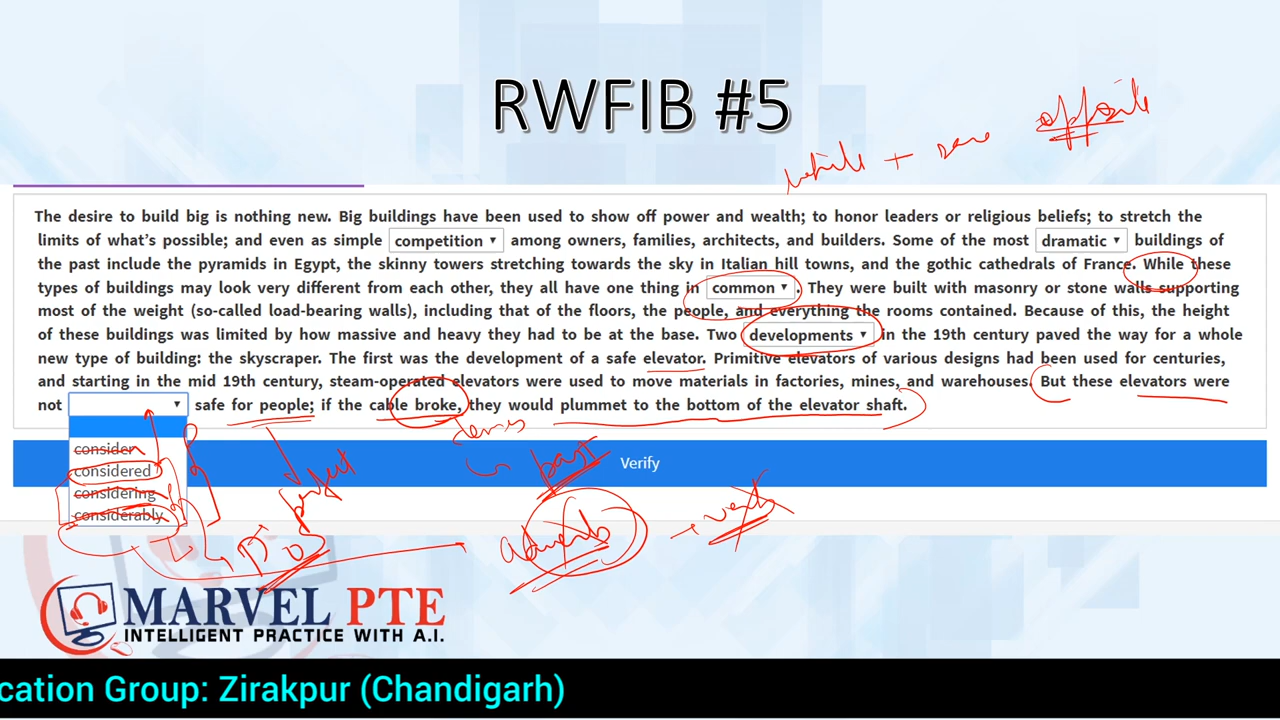 RWFIB #5
while + opposite
The desire to build big is nothing new. Big buildings have been used to show off power and wealth; to honor leaders or religious beliefs; to stretch the
limits of what's possible; and even as simple competition among owners, families, architects, and builders. Some of the most dramatic buildings of
the past include the pyramids in Egypt, the skinny towers stretching towards the sky in Italian hill towns, and the gothic cathedrals of France. While these
types of buildings may look very different from each other, they all have one thing in common . They were built with masonry or stone walls supporting
most of the weight (so-called load-bearing walls), including that of the floors, the people, and everything the rooms contained. Because of this, the height
of these buildings was limited by how massive and heavy they had to be at the base. Two developments in the 19th century paved the way for a whole
new type of building: the skyscraper. The first was the development of a safe elevator. Primitive elevators of various designs had been used for centuries,
and starting in the mid 19th century, steam-operated elevators were used to move materials in factories, mines, and warehouses. But these elevators were
not safe for people; if the cable broke, they would plummet to the bottom of the elevator shaft.
consider
considered
considering
considerably
Verify
past
adverb
verb
MARVEL PTE
INTELLIGENT PRACTICE WITH A.I.
cation Group: Zirakpur (Chandigarh)